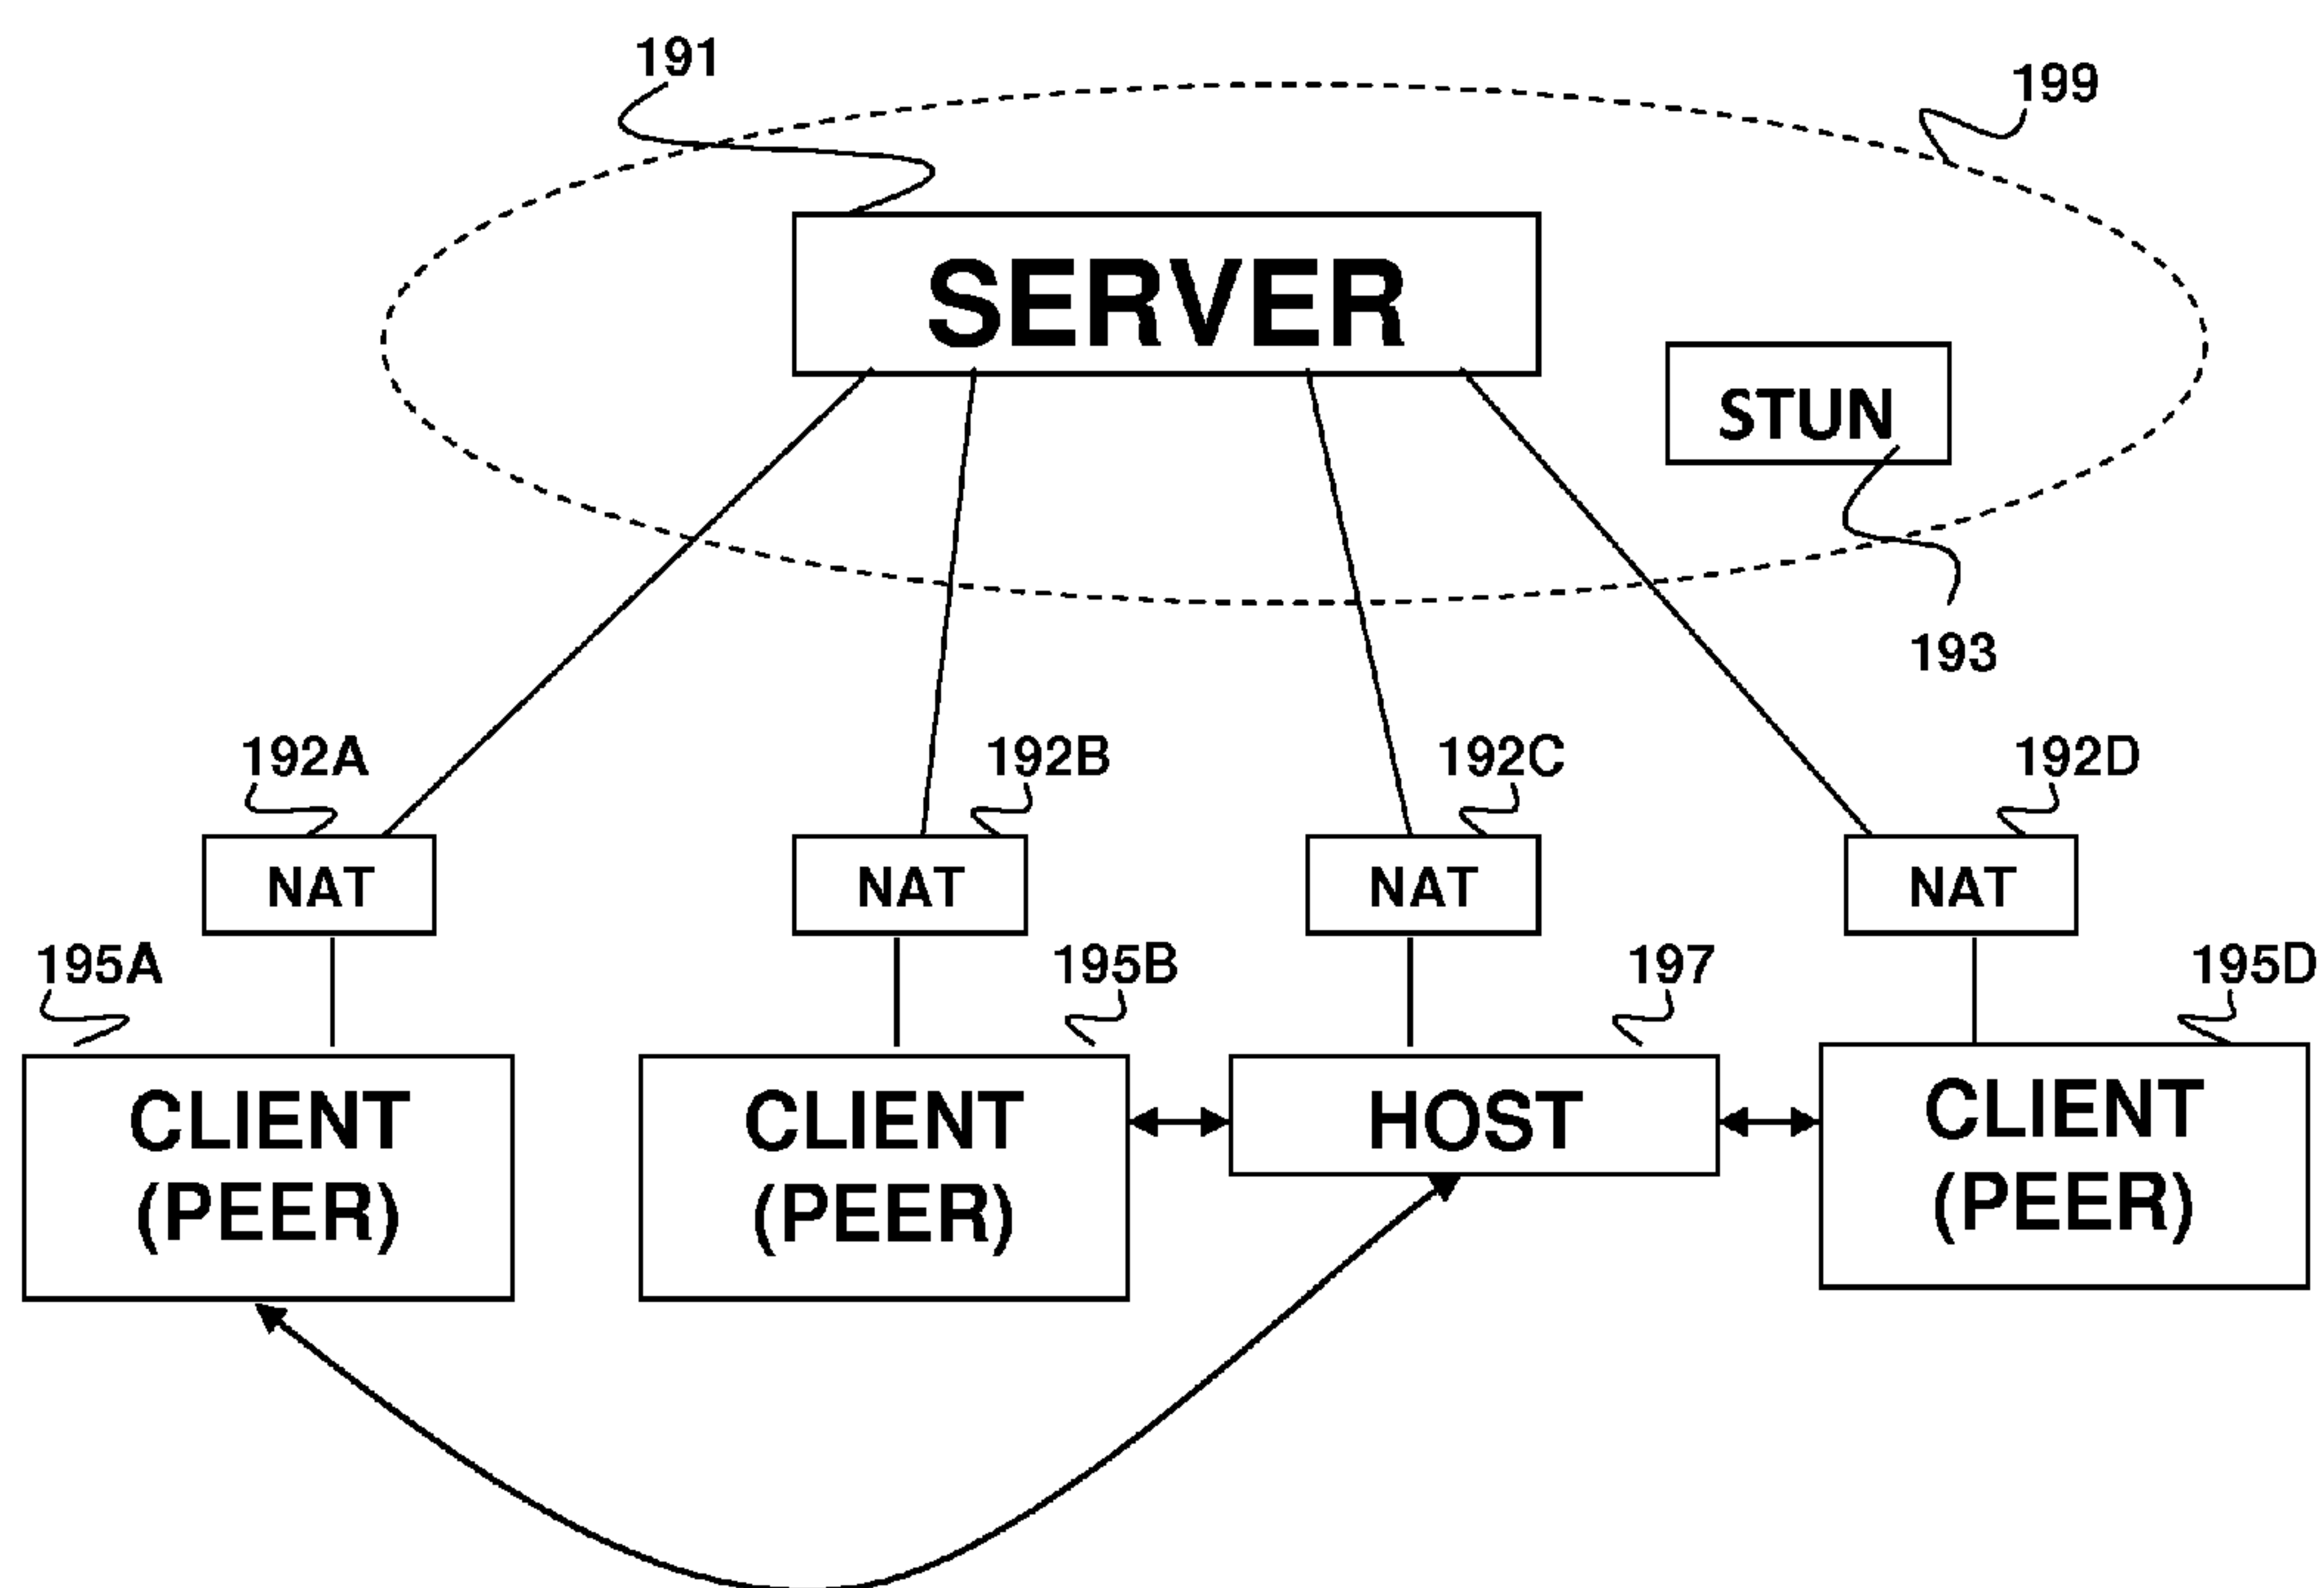 191
199
SERVER
STUN
193
192A
192B
192C
192D
NAT
NAT
NAT
NAT
195A
195B
197
195D
CLIENT
(PEER)
CLIENT
(PEER)
HOST
CLIENT
(PEER)